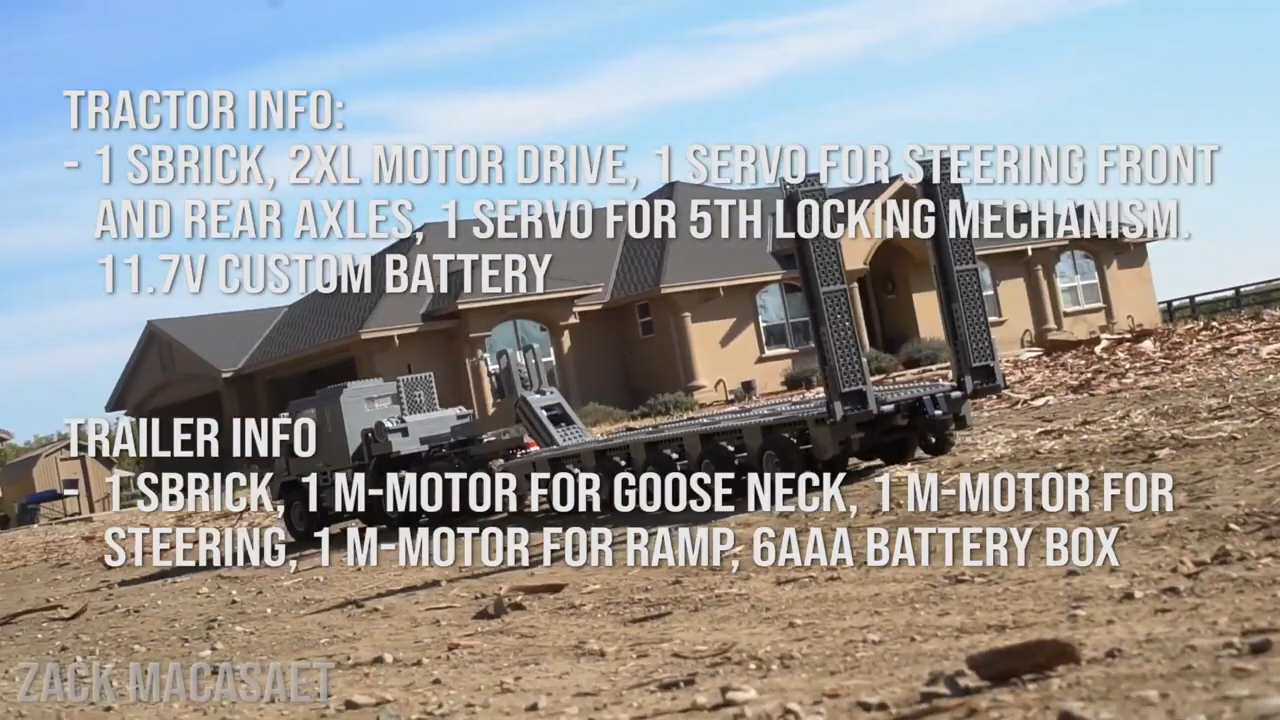 TRACTOR INFO:
- 1 SBRICK, 2XL MOTOR DRIVE, 1 SERVO FOR STEERING FRONT
AND REAR AXLES, 1 SERVO FOR 5TH LOCKING MECHANISM.
11.7V CUSTOM BATTERY
TRAILER INFO
- 1 SBRICK, 1 M-MOTOR FOR GOOSE NECK, 1 M-MOTOR FOR
STEERING, 1 M-MOTOR FOR RAMP, 6AAA BATTERY BOX
ZACK MACASAET